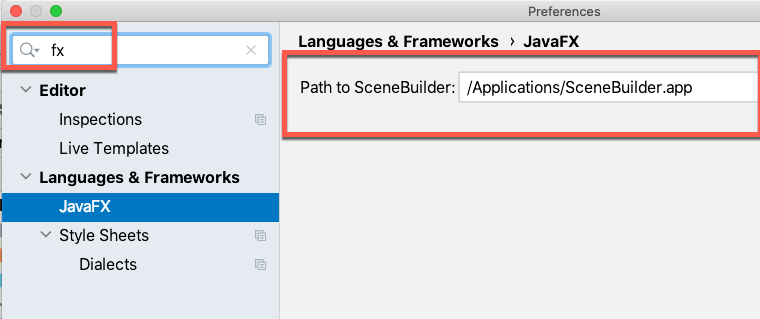 Preferences
fx
Languages & Frameworks › JavaFX
Path to SceneBuilder: /Applications/SceneBuilder.app
Editor
Inspections
Live Templates
Languages & Frameworks
JavaFX
Style Sheets
Dialects